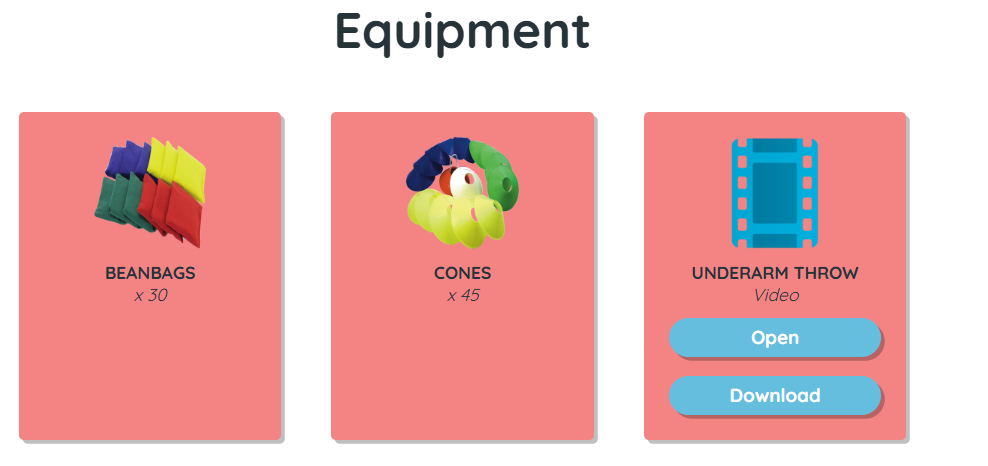 Equipment
BEANBAGS
x 30
CONES
x 45
UNDERARM THROW
Video
Open
Download